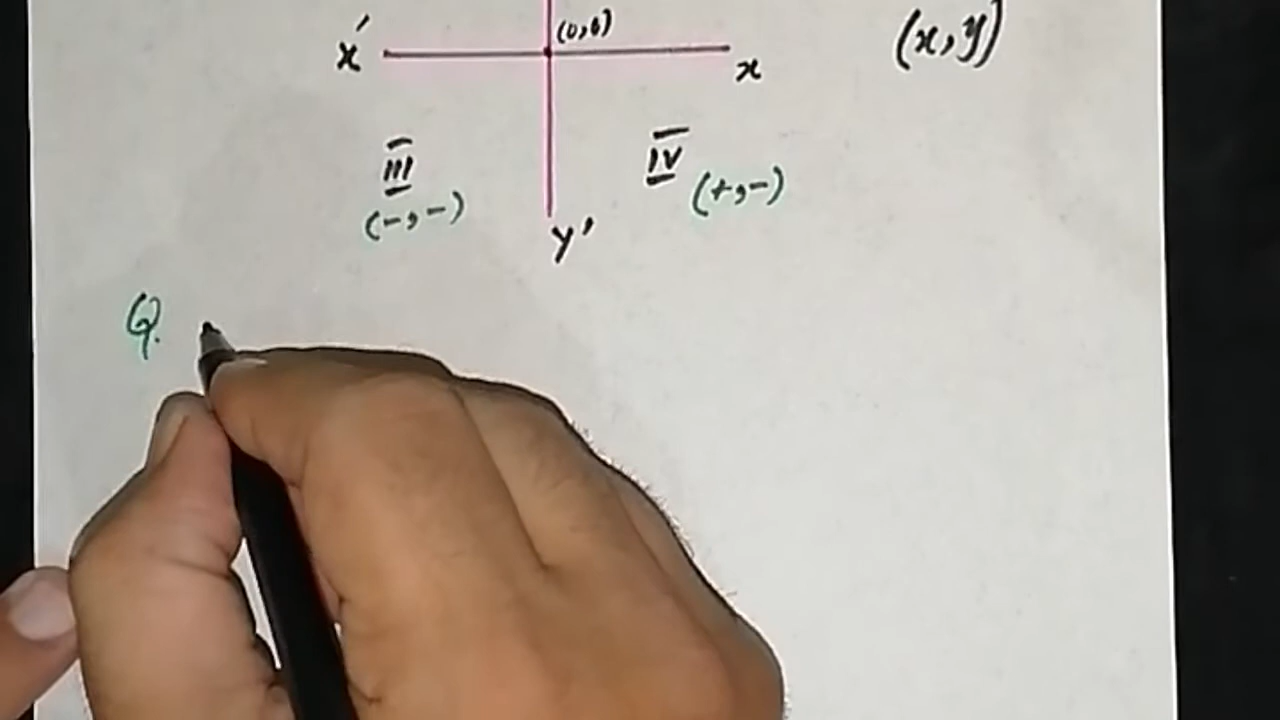 (0,0)
(x,y)
x'
x
III
IV
(+,-)
(-,-)
Y'
Q.